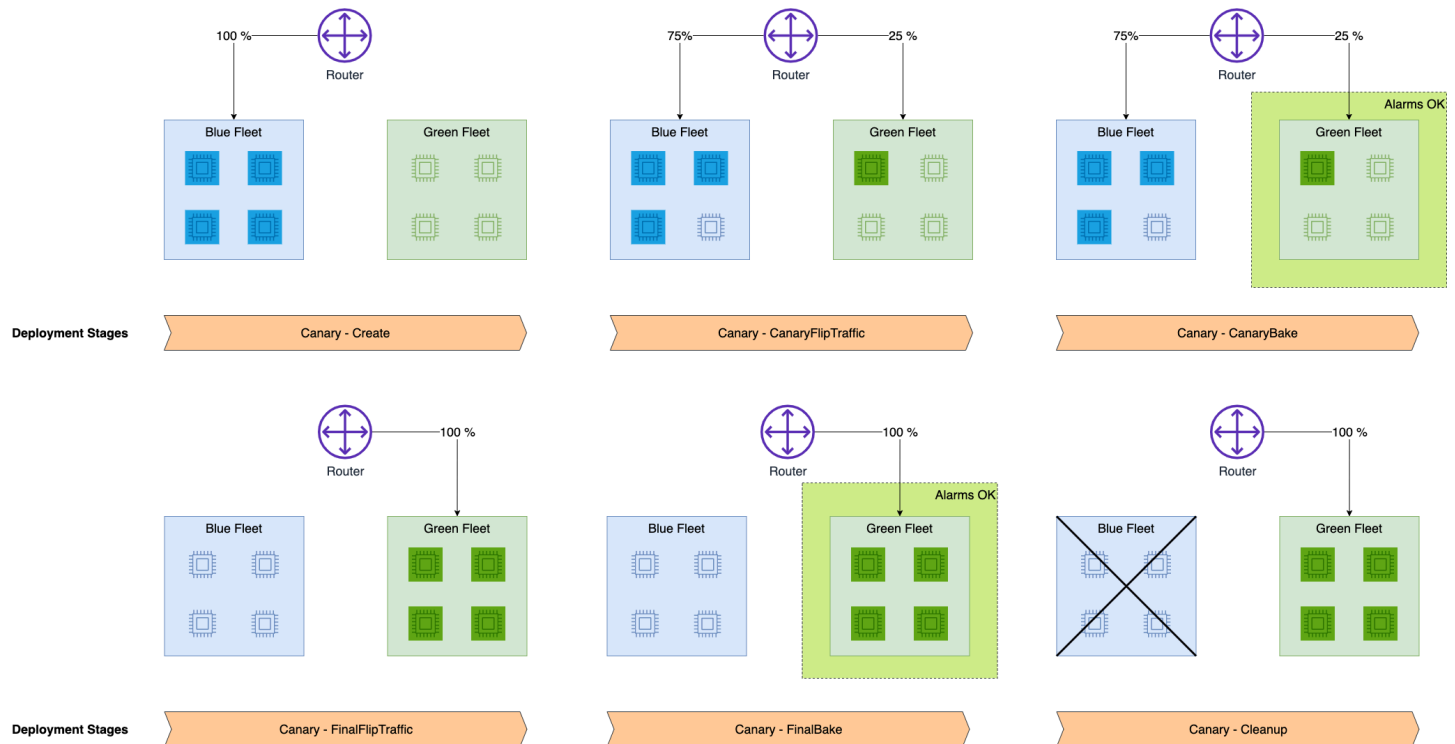 100 %
Router
Blue Fleet
Green Fleet
75%
25 %
Router
Blue Fleet
Green Fleet
75%
25 %
Router
Alarms OK
Blue Fleet
Green Fleet
Deployment Stages
Canary - Create
Canary - CanaryFlipTraffic
Canary - CanaryBake
100 %
Router
Blue Fleet
Green Fleet
100 %
Router
Alarms OK
Blue Fleet
Green Fleet
100 %
Router
Blue Fleet
Green Fleet
Deployment Stages
Canary - FinalFlipTraffic
Canary - FinalBake
Canary - Cleanup